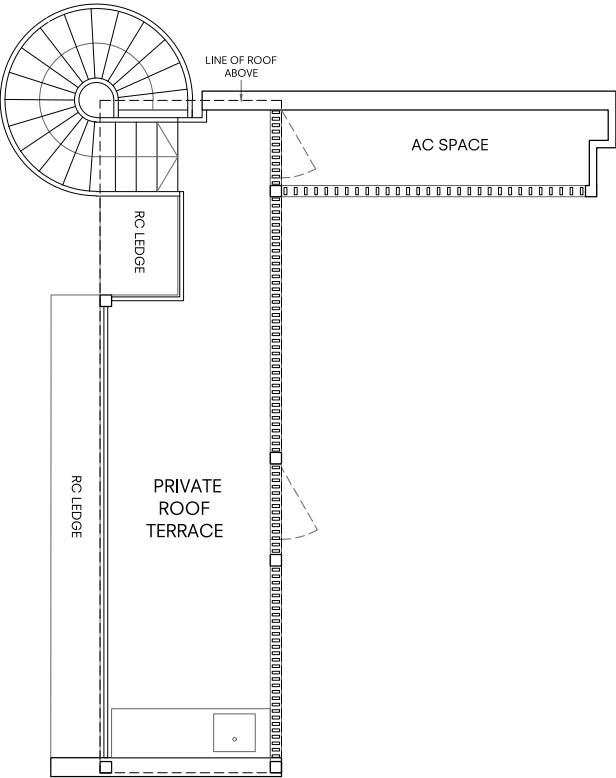 LINE OF ROOF
ABOVE
AC SPACE
RC LEDGE
RC LEDGE
PRIVATE
ROOF
TERRACE